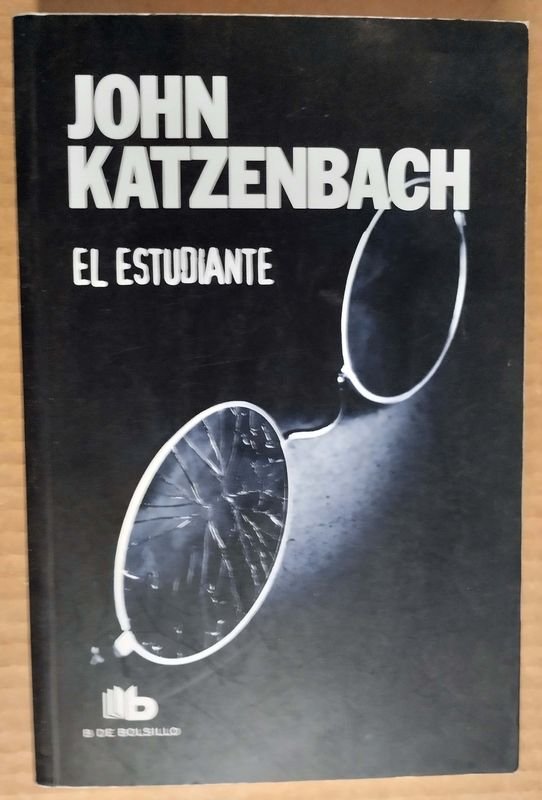 JOHN
KATZENBACH
EL ESTUDIANTE
b
B DE BOLSILLO